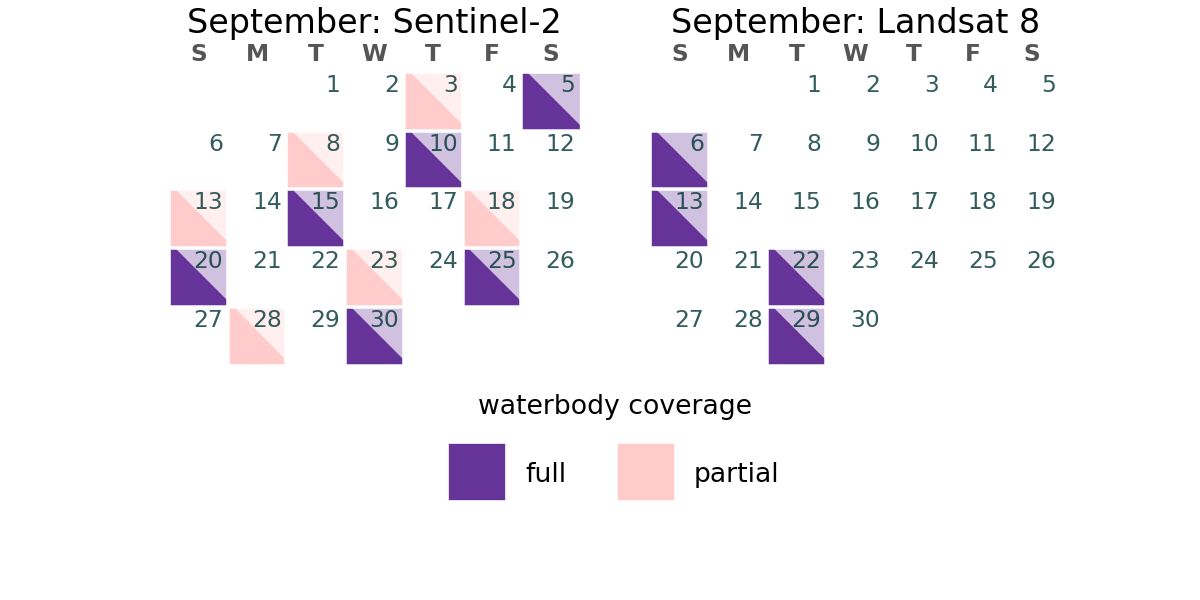 September: Sentinel-2
S M T W T F S
1 2 3 4 5
6 7 8 9 10 11 12
13 14 15 16 17 18 19
20 21 22 23 24 25 26
27 28 29 30
September: Landsat 8
S M T W T F S
1 2 3 4 5
6 7 8 9 10 11 12
13 14 15 16 17 18 19
20 21 22 23 24 25 26
27 28 29 30
waterbody coverage
full
partial